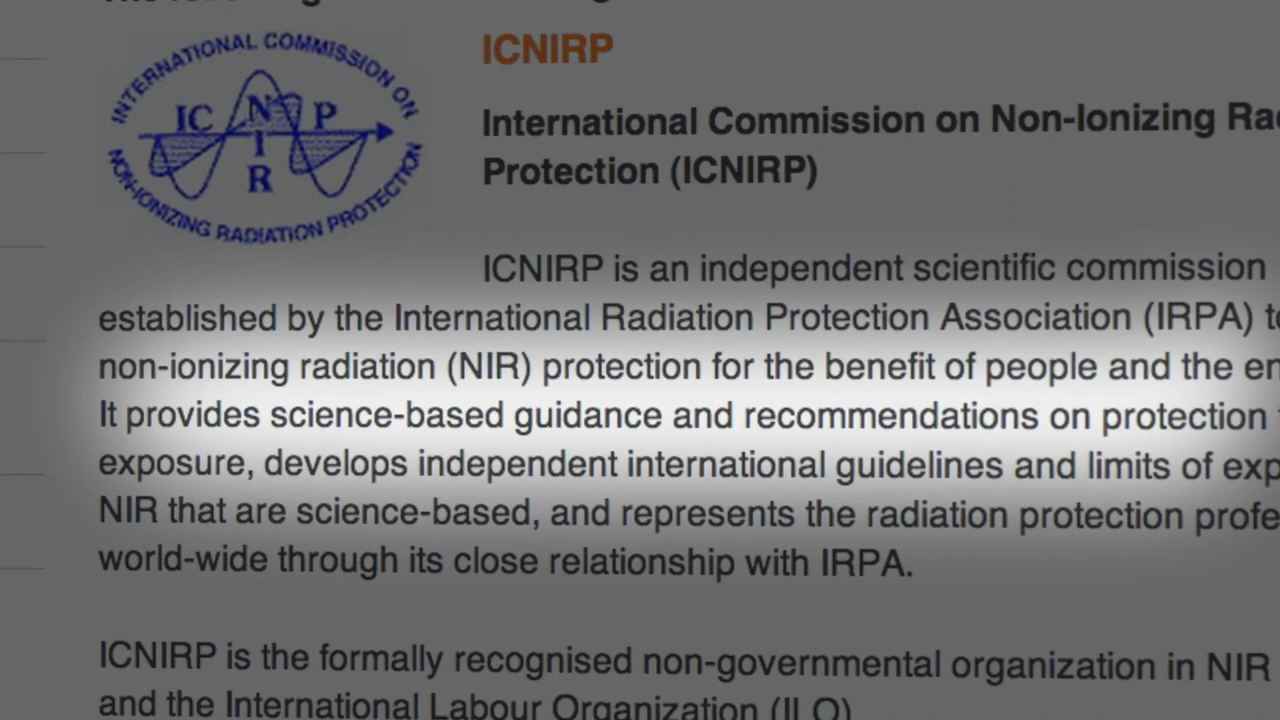 INTERNATIONAL COMMISSION ON
IC N P
I
R
NON-IONIZING RADIATION PROTECTION
ICNIRP
International Commission on Non-Ionizing
Protection (ICNIRP)
ICNIRP is an independent scientific commission
established by the International Radiation Protection Association (IRPA)
non-ionizing radiation (NIR) protection for the benefit of people and the
It provides science-based guidance and recommendations on protection
exposure, develops independent international guidelines and limits of
NIR that are science-based, and represents the radiation protection
world-wide through its close relationship with IRPA.
ICNIRP is the formally recognised non-governmental organization in NIR
and the International Labour Organization (ILO)